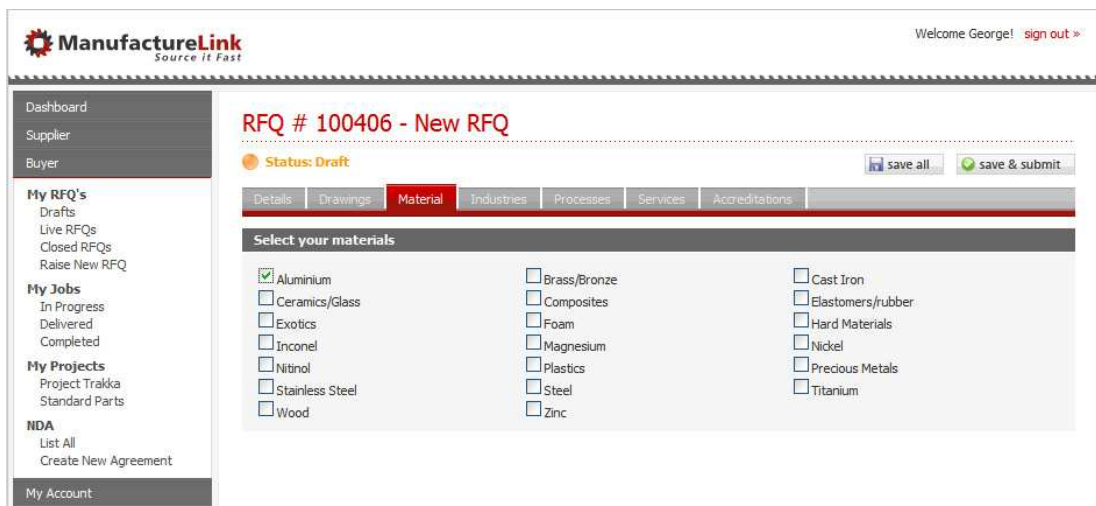 ManufactureLink
Source it Fast
Welcome George! sign out »
Dashboard
Supplier
Buyer
My RFQ's
Drafts
Live RFQs
Closed RFQs
Raise New RFQ
My Jobs
In Progress
Delivered
Completed
My Projects
Project Trakka
Standard Parts
NDA
List All
Create New Agreement
My Account
RFQ # 100406 - New RFQ
Status: Draft
save all save & submit
Details Drawings Material Industries Processes Services Accreditations
Select your materials
Aluminium Brass/Bronze Cast Iron
Ceramics/Glass Composites Elastomers/rubber
Exotics Foam Hard Materials
Inconel Magnesium Nickel
Nitinol Plastics Precious Metals
Stainless Steel Steel Titanium
Wood Zinc